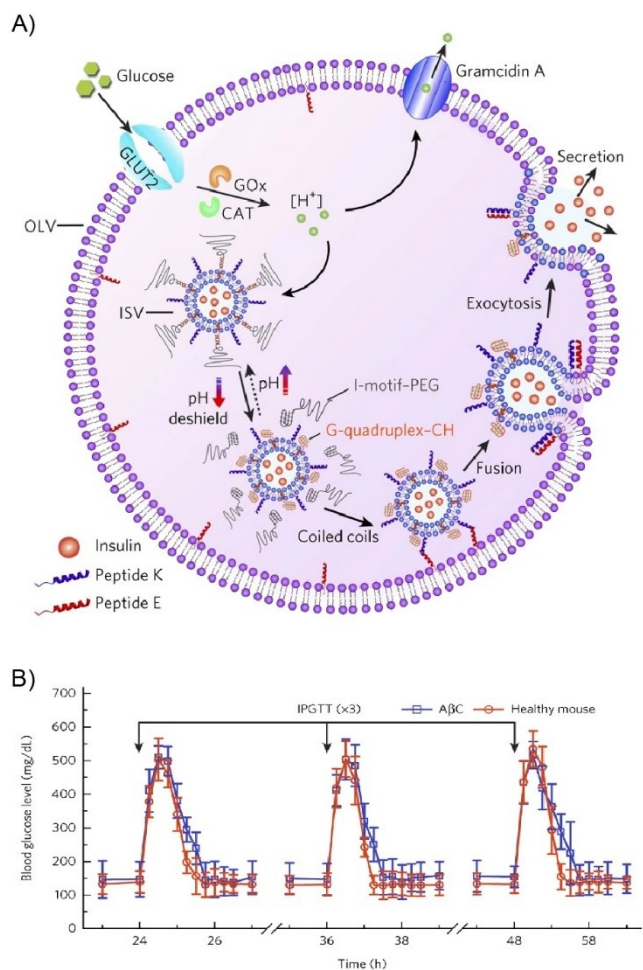 A)
Glucose
Gramcidin A
GLUT2
GOx
CAT
[H⁺]
Secretion
OLV
ISV
Exocytosis
pH
deshield
pH
I-motif–PEG
G-quadruplex–CH
Fusion
Coiled coils
Insulin
Peptide K
Peptide E
B)
IPGTT (×3)
AβC
Healthy mouse
Blood glucose level (mg/dL)
700
600
500
400
300
200
100
0
24
26
36
38
48
58
Time (h)